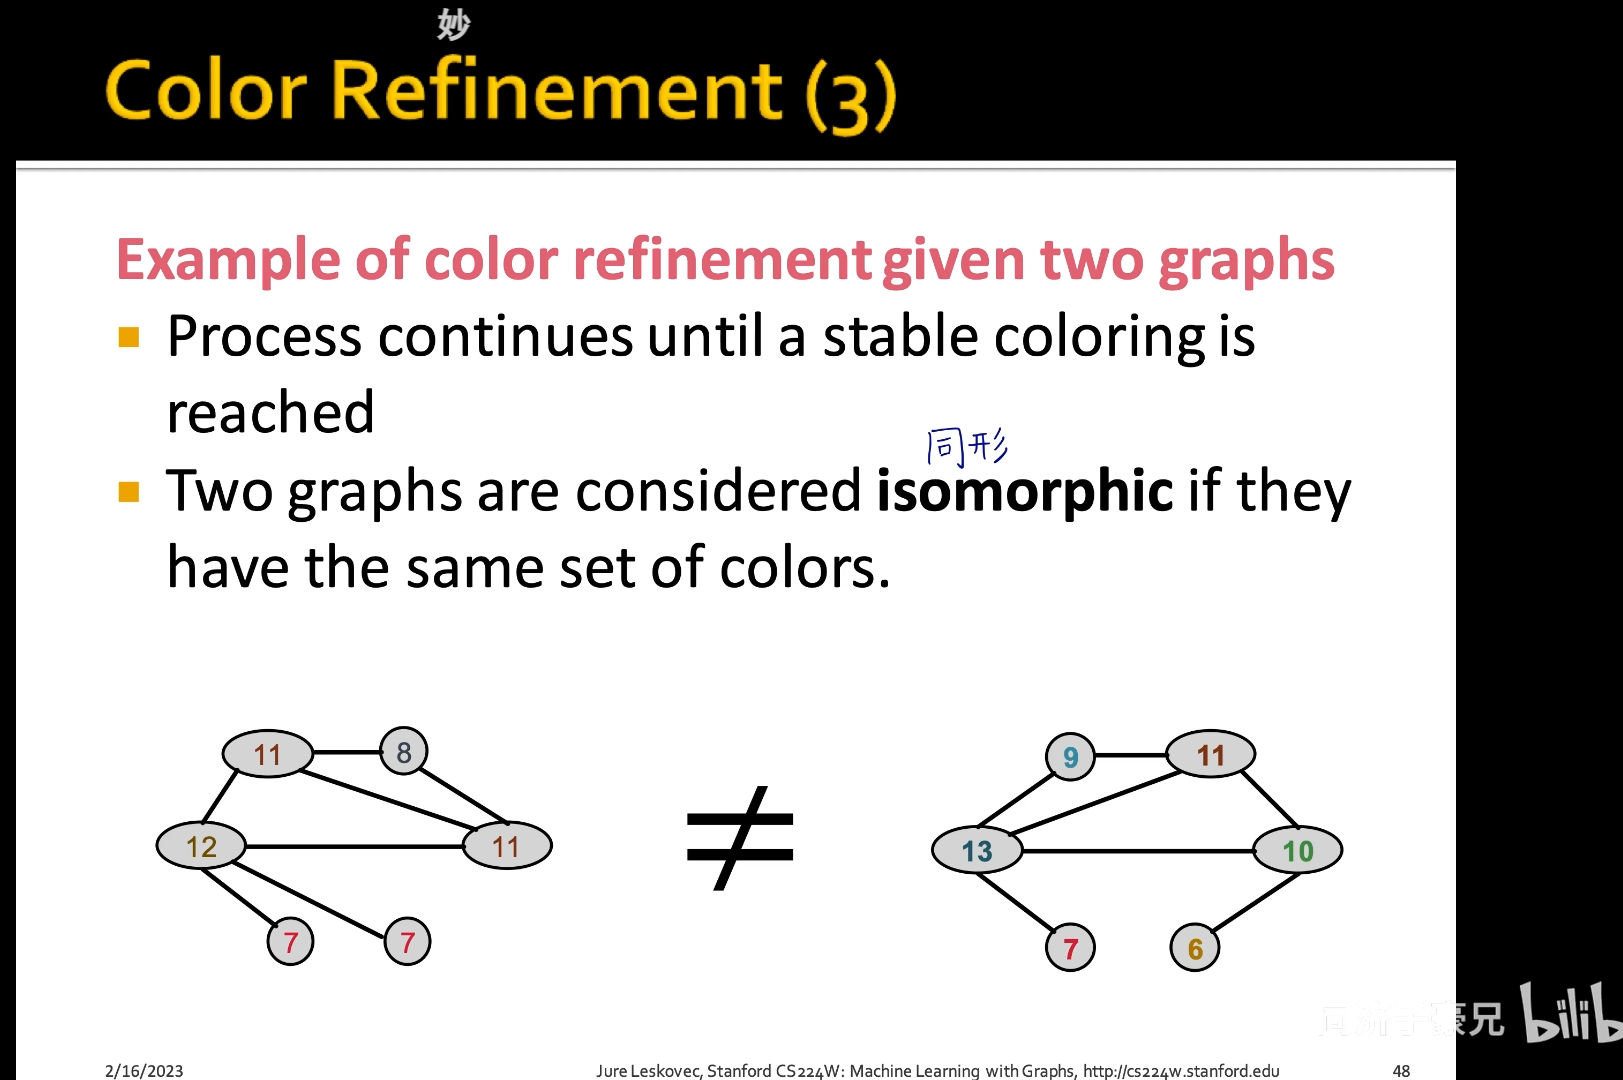 妙
Color Refinement (3)
Example of color refinement given two graphs
Process continues until a stable coloring is
reached
同形
Two graphs are considered isomorphic if they
have the same set of colors.
11 8
12 11
7 7
≠
9 11
13 10
7 6
豪兄 bilib
2/16/2023
Jure Leskovec, Stanford CS224W: Machine Learning with Graphs, http://cs224w.stanford.edu
48